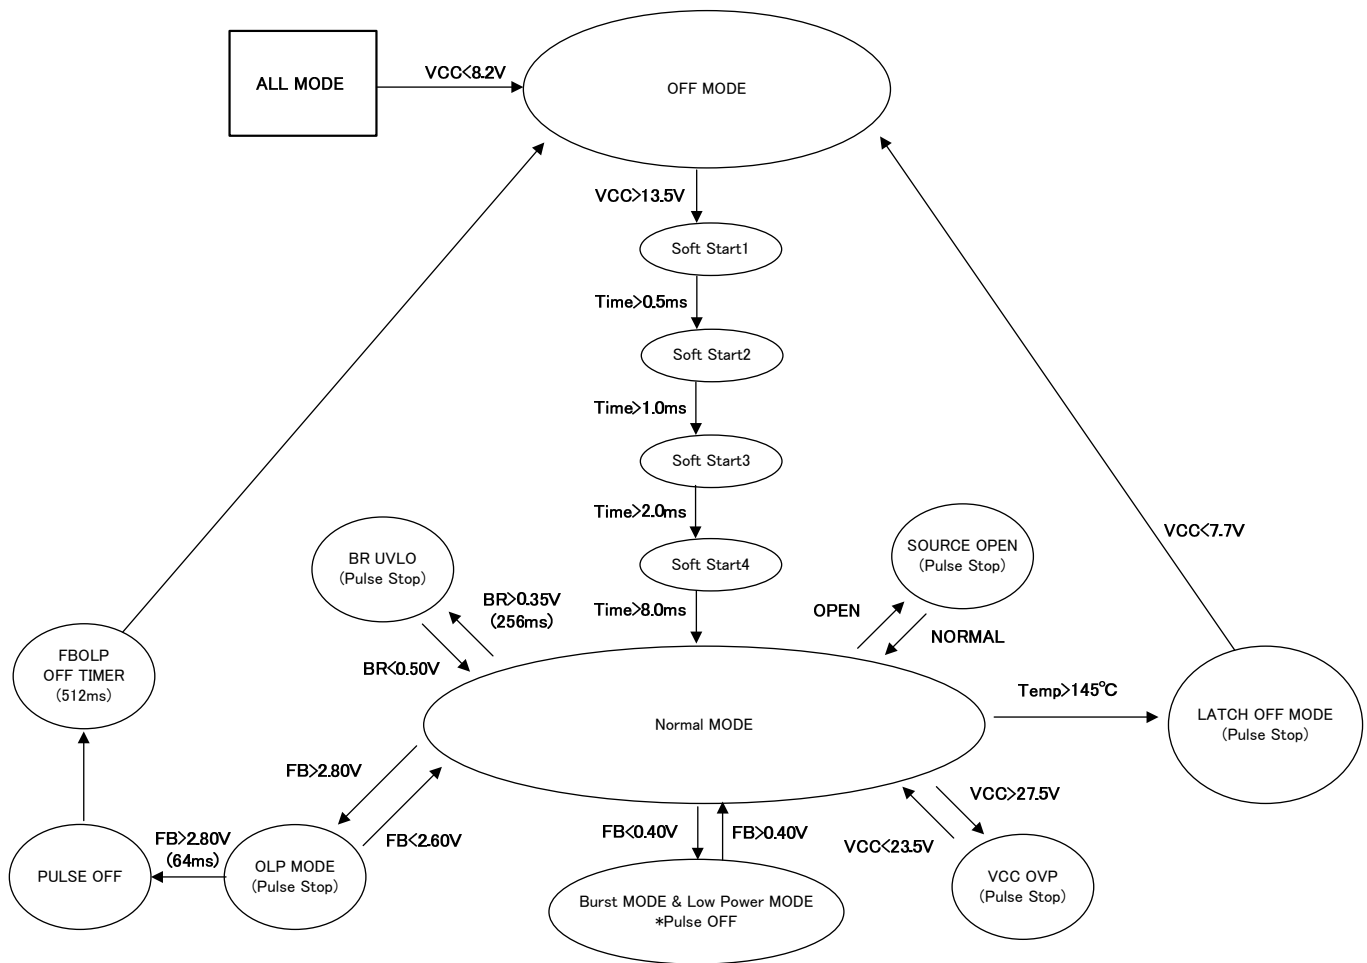 ALL MODE
VCC<8.2V
OFF MODE
VCC>13.5V
Soft Start1
Time>0.5ms
Soft Start2
Time>1.0ms
Soft Start3
Time>2.0ms
Soft Start4
Time>8.0ms
BR UVLO
(Pulse Stop)
BR>0.35V
(256ms)
BR<0.50V
SOURCE OPEN
(Pulse Stop)
OPEN
NORMAL
VCC<7.7V
FBOLP
OFF TIMER
(512ms)
Normal MODE
Temp>145℃
LATCH OFF MODE
(Pulse Stop)
FB>2.80V
FB<2.60V
FB>2.80V
(64ms)
PULSE OFF
OLP MODE
(Pulse Stop)
FB<0.40V
FB>0.40V
Burst MODE & Low Power MODE
*Pulse OFF
VCC>27.5V
VCC<23.5V
VCC OVP
(Pulse Stop)